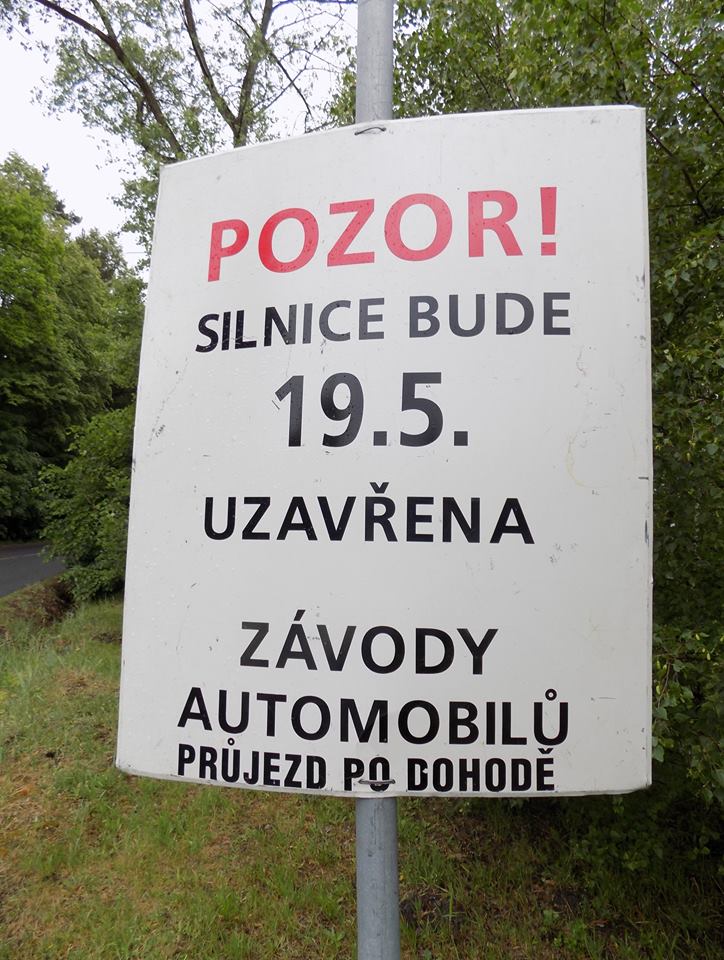 POZOR!
SILNICE BUDE
19.5.
UZAVŘENA
ZÁVODY
AUTOMOBILŮ
PRŮJEZD PO DOHODĚ